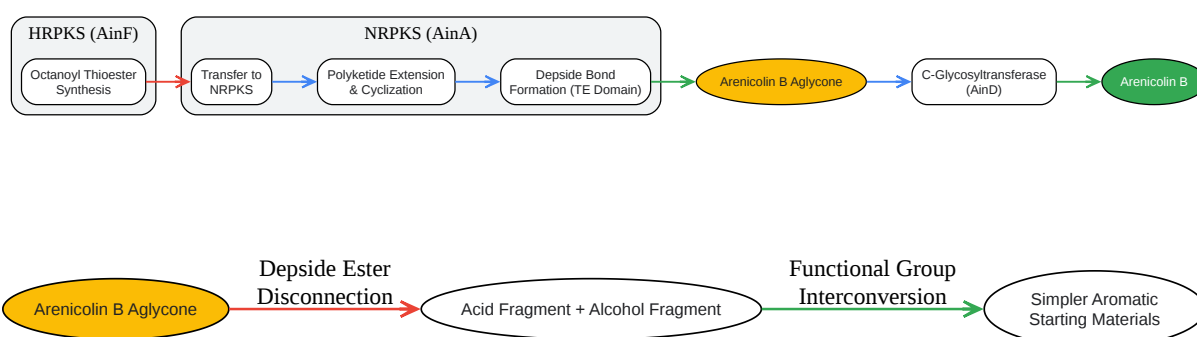 HRPKS (AinF)
NRPKS (AinA)
Octanoyl Thioester
Synthesis
Transfer to
NRPKS
Polyketide Extension
& Cyclization
Depside Bond
Formation (TE Domain)
Arenicolin B Aglycone
C-Glycosyltransferase
(AinD)
Arenicolin B
Depside Ester
Disconnection
Functional Group
Interconversion
Arenicolin B Aglycone
Acid Fragment + Alcohol Fragment
Simpler Aromatic
Starting Materials